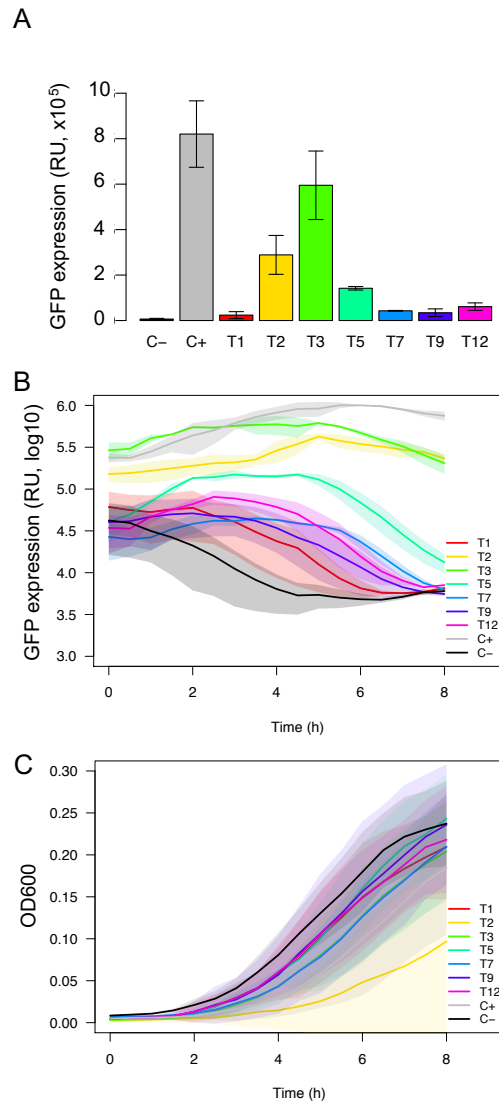 A
GFP expression (RU, x10⁵)
10
8
6
4
2
0
C− C+ T1 T2 T3 T5 T7 T9 T12
B
GFP expression (RU, log10)
6.0
5.5
5.0
4.5
4.0
3.5
3.0
T1
T2
T3
T5
T7
T9
T12
C+
C−
0 2 4 6 8
Time (h)
C
OD600
0.30
0.25
0.20
0.15
0.10
0.05
0.00
T1
T2
T3
T5
T7
T9
T12
C+
C−
0 2 4 6 8
Time (h)